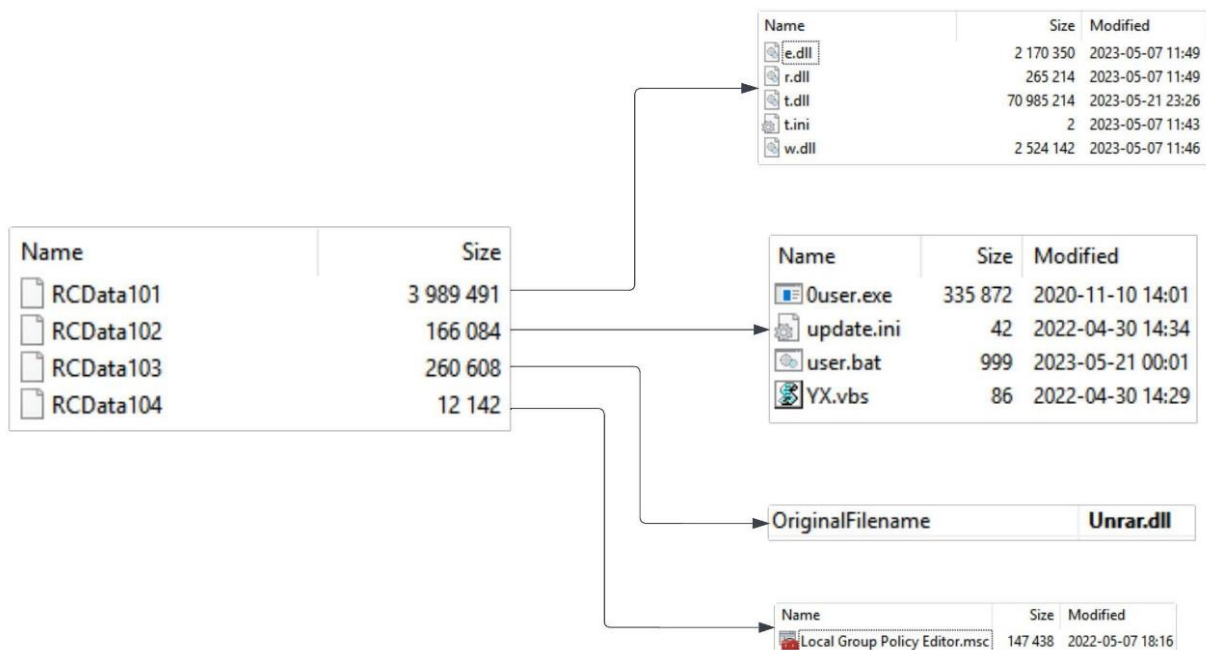 Name Size Modified
e.dll 2 170 350 2023-05-07 11:49
r.dll 265 214 2023-05-07 11:49
t.dll 70 985 214 2023-05-21 23:26
t.ini 2 2023-05-07 11:43
w.dll 2 524 142 2023-05-07 11:46
Name Size
RCData101 3 989 491
RCData102 166 084
RCData103 260 608
RCData104 12 142
Name Size Modified
0user.exe 335 872 2020-11-10 14:01
update.ini 42 2022-04-30 14:34
user.bat 999 2023-05-21 00:01
YX.vbs 86 2022-04-30 14:29
OriginalFilename Unrar.dll
Name Size Modified
Local Group Policy Editor.msc 147 438 2022-05-07 18:16